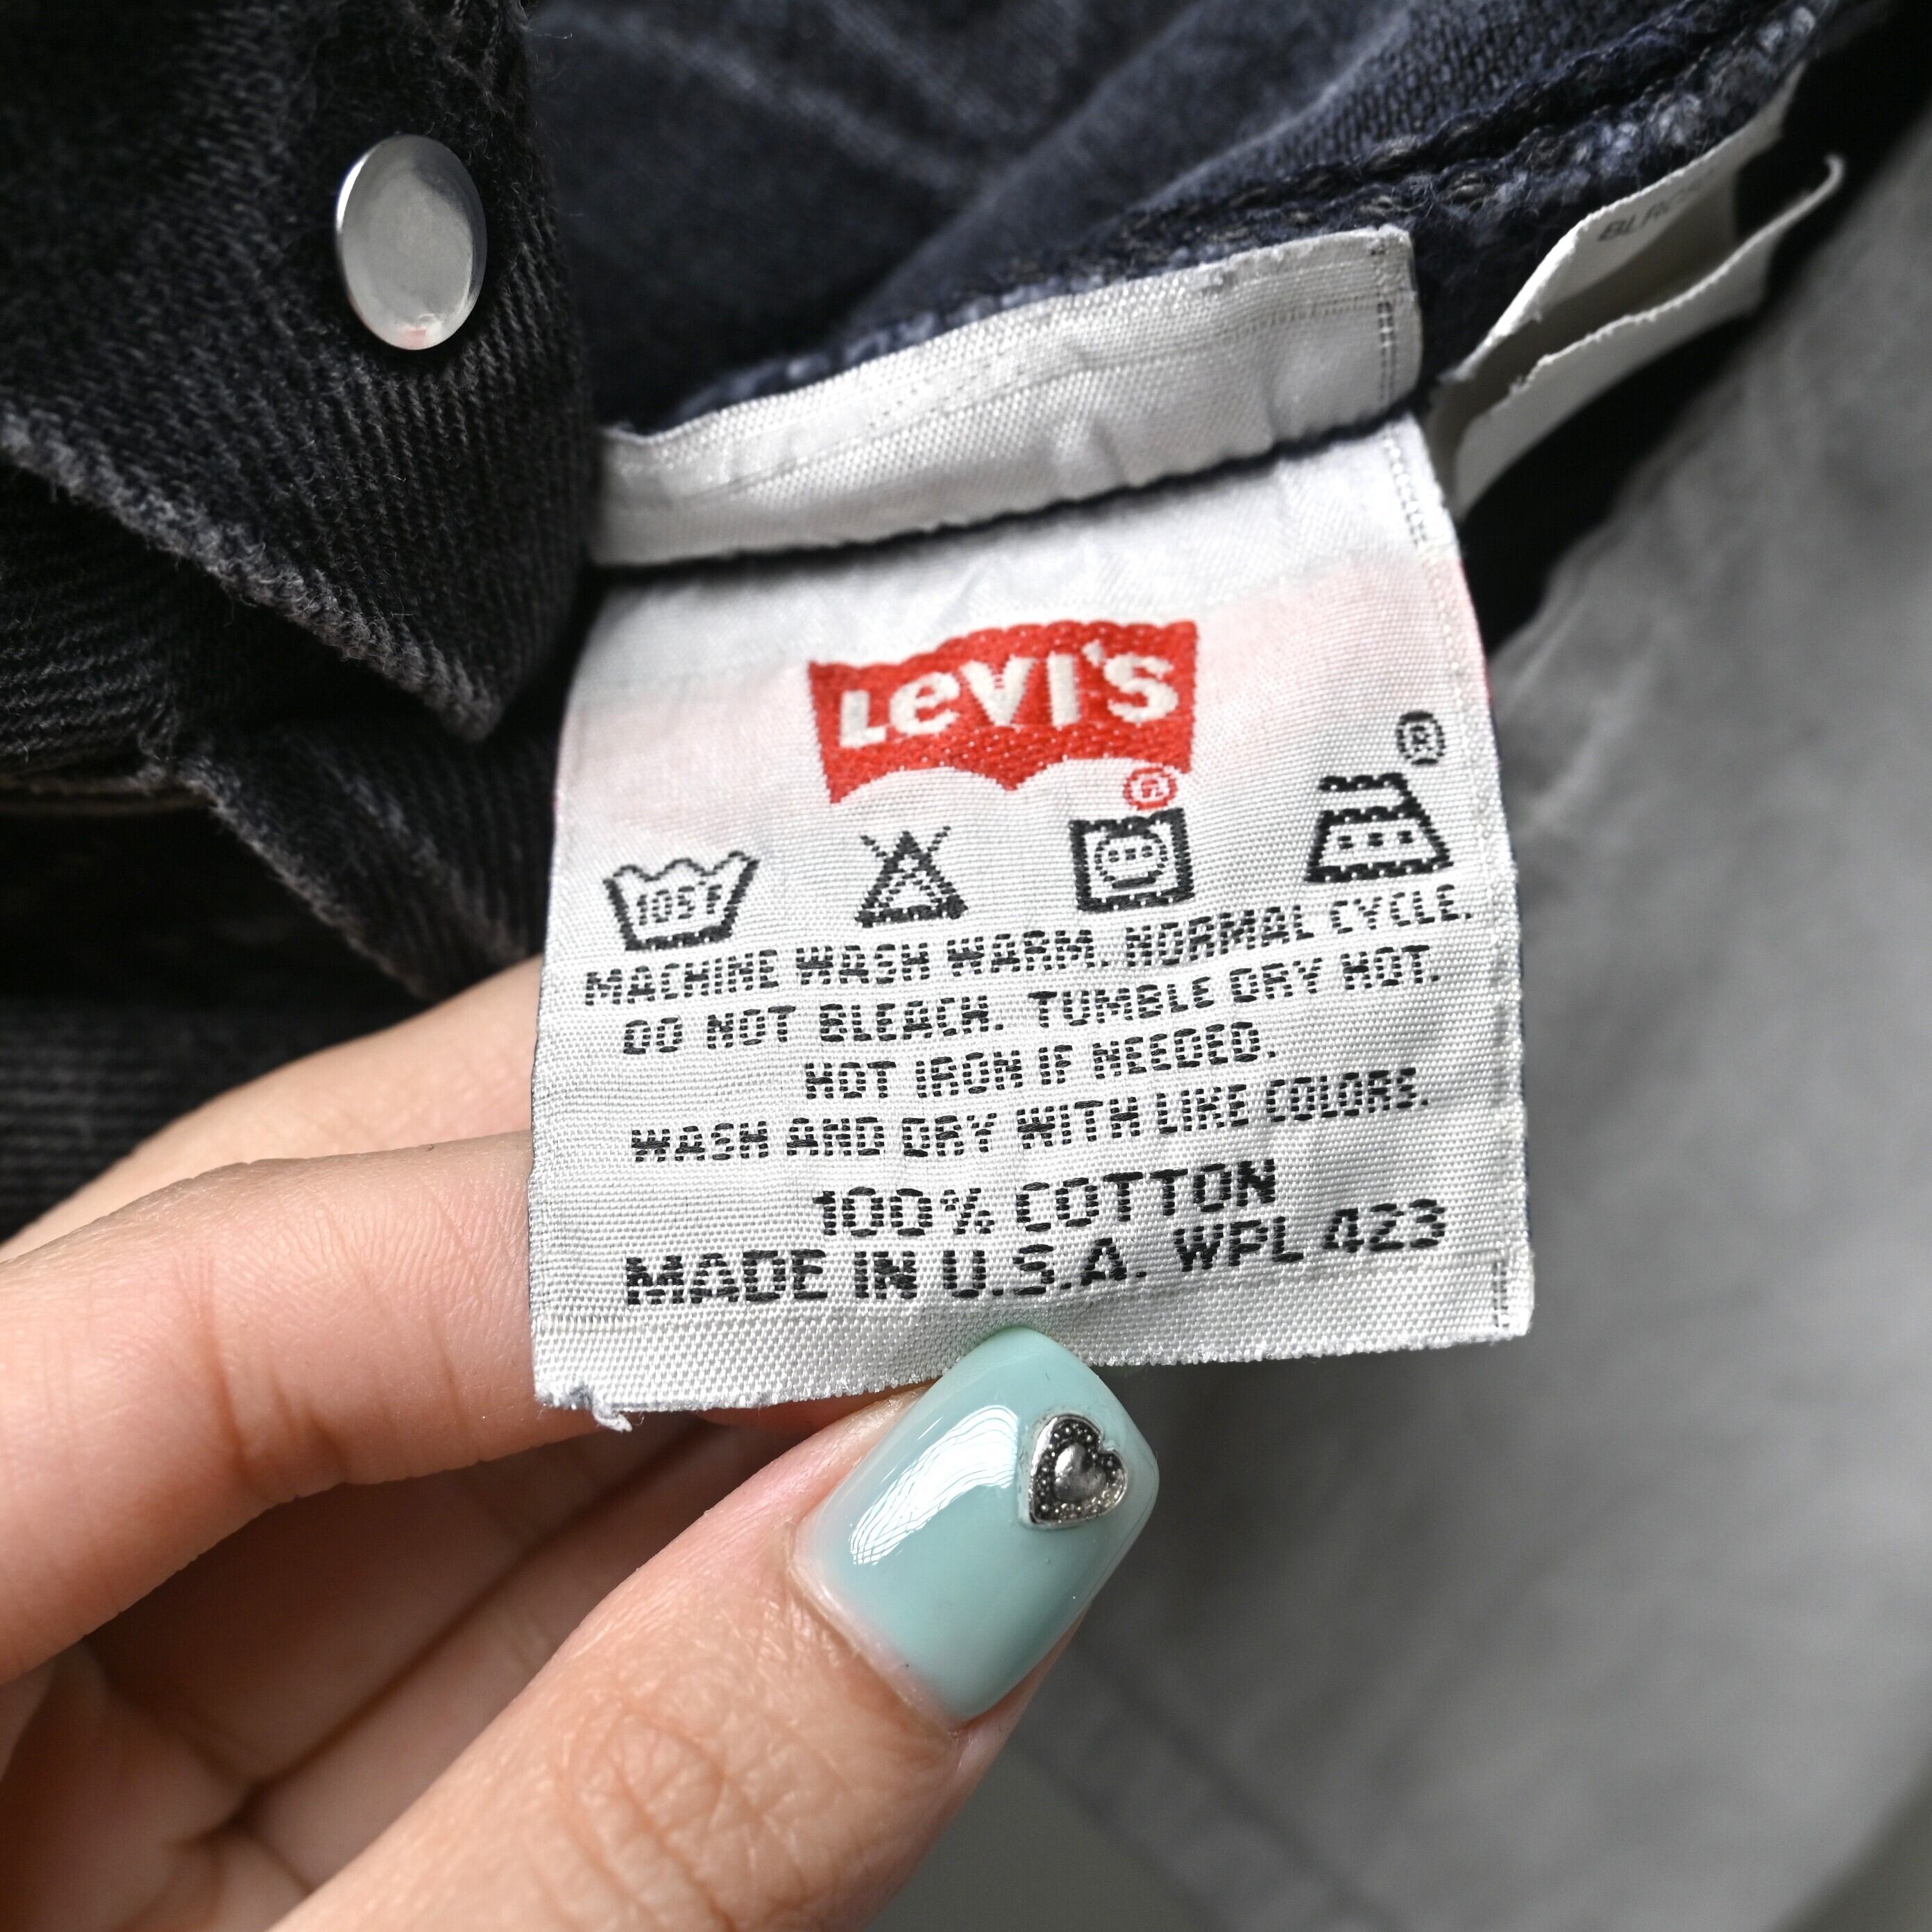 Levi's
®
®
105°F
MACHINE WASH WARM. NORMAL CYCLE.
DO NOT BLEACH. TUMBLE DRY HOT.
HOT IRON IF NEEDED.
WASH AND DRY WITH LIKE COLORS.
100% COTTON
MADE IN U.S.A. WPL 423